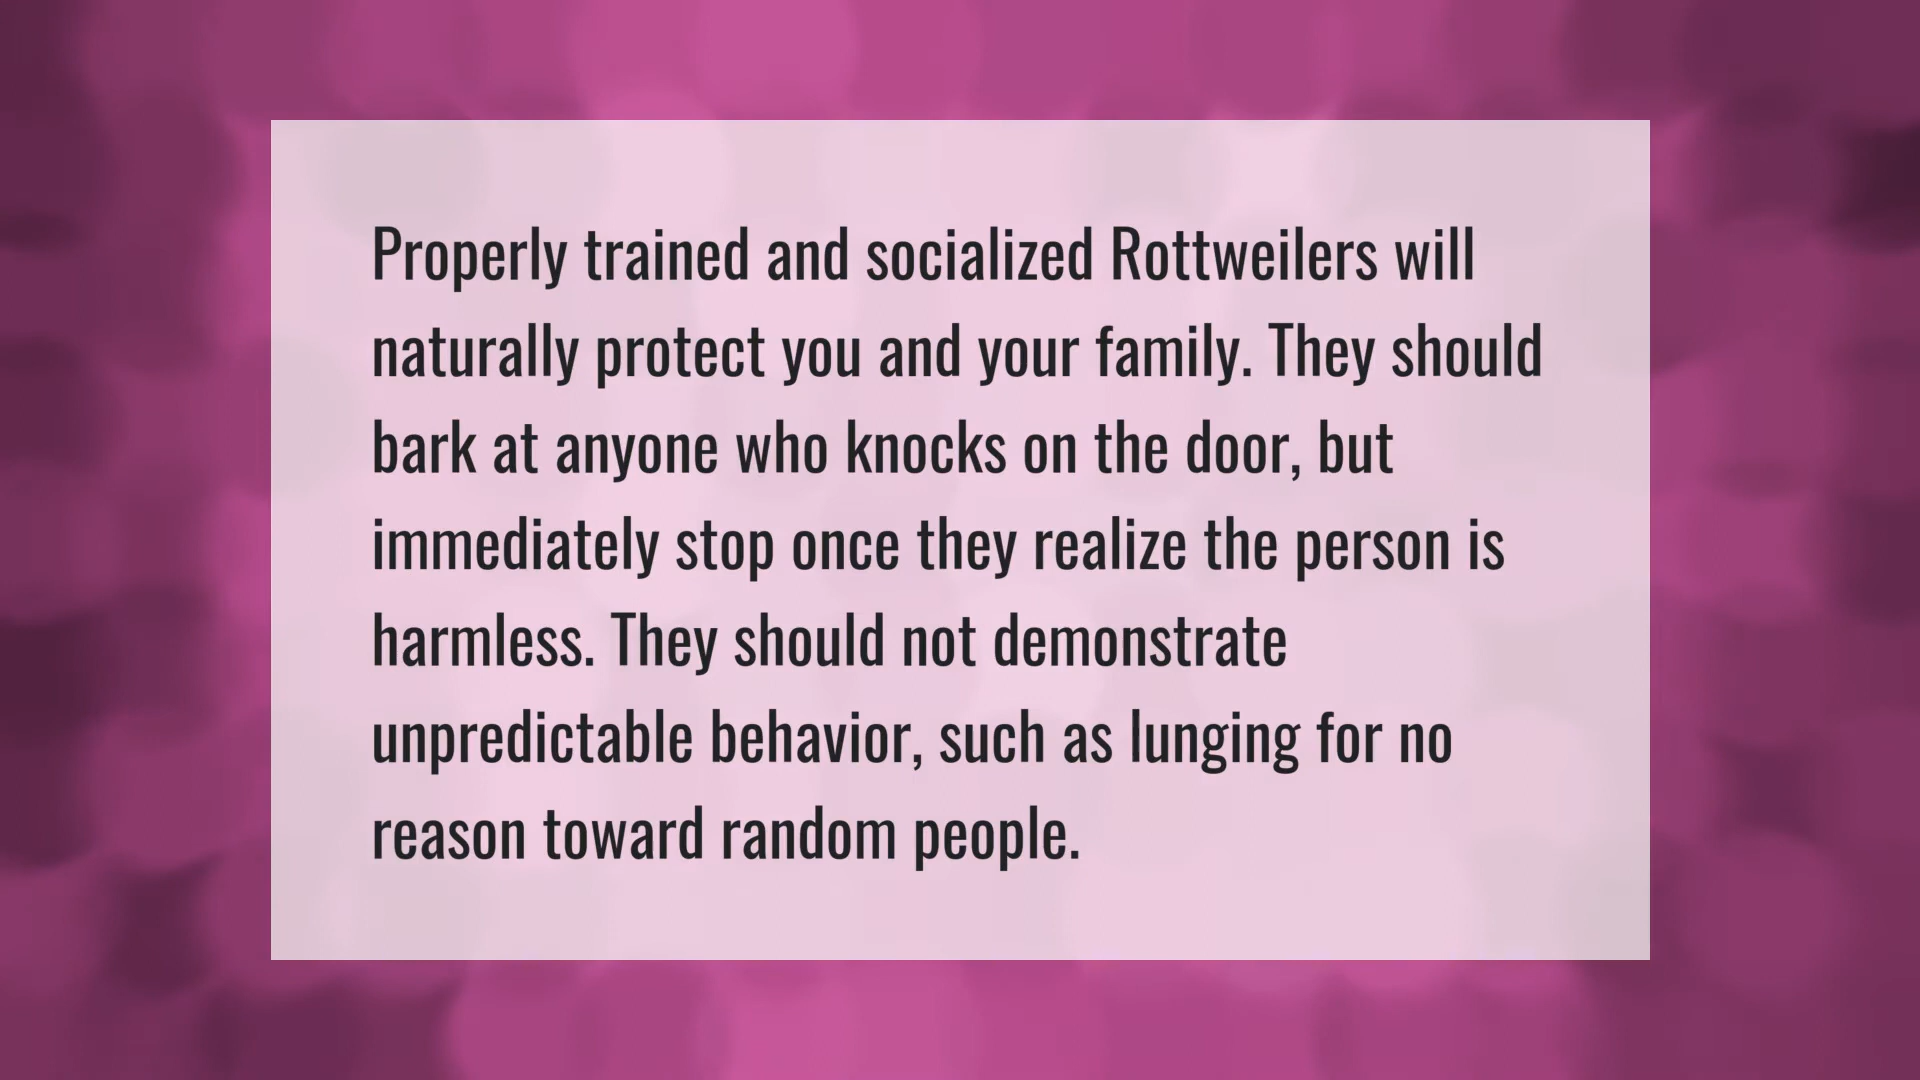 Properly trained and socialized Rottweilers will
naturally protect you and your family. They should
bark at anyone who knocks on the door, but
immediately stop once they realize the person is
harmless. They should not demonstrate
unpredictable behavior, such as lunging for no
reason toward random people.